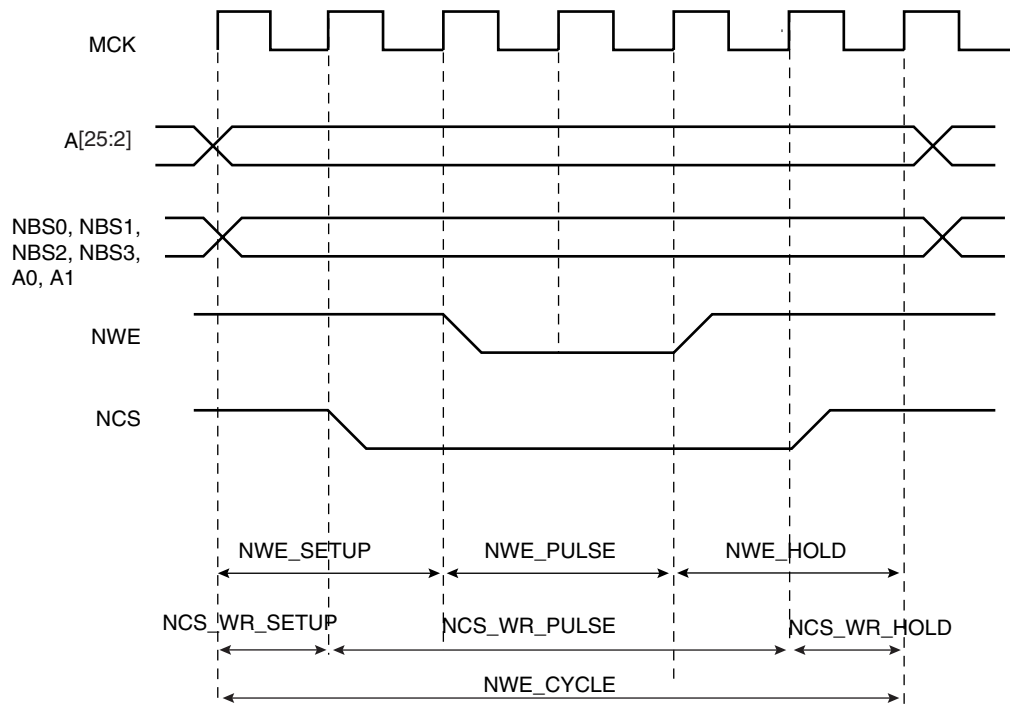 MCK
A[25:2]
NBS0, NBS1,
NBS2, NBS3,
A0, A1
NWE
NCS
NWE_SETUP
NWE_PULSE
NWE_HOLD
NCS_WR_SETUP
NCS_WR_PULSE
NCS_WR_HOLD
NWE_CYCLE